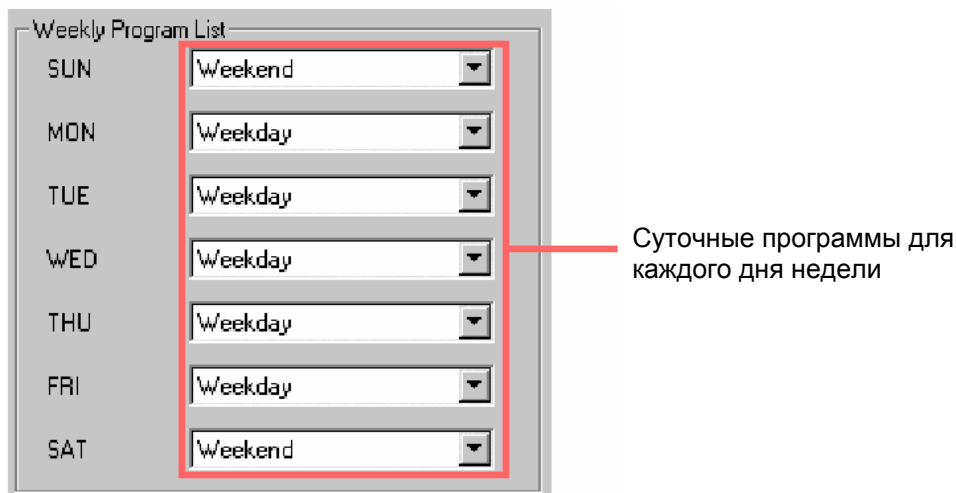 Weekly Program List
SUN Weekend
MON Weekday
TUE Weekday
WED Weekday
THU Weekday
FRI Weekday
SAT Weekend
Суточные программы для
каждого дня недели